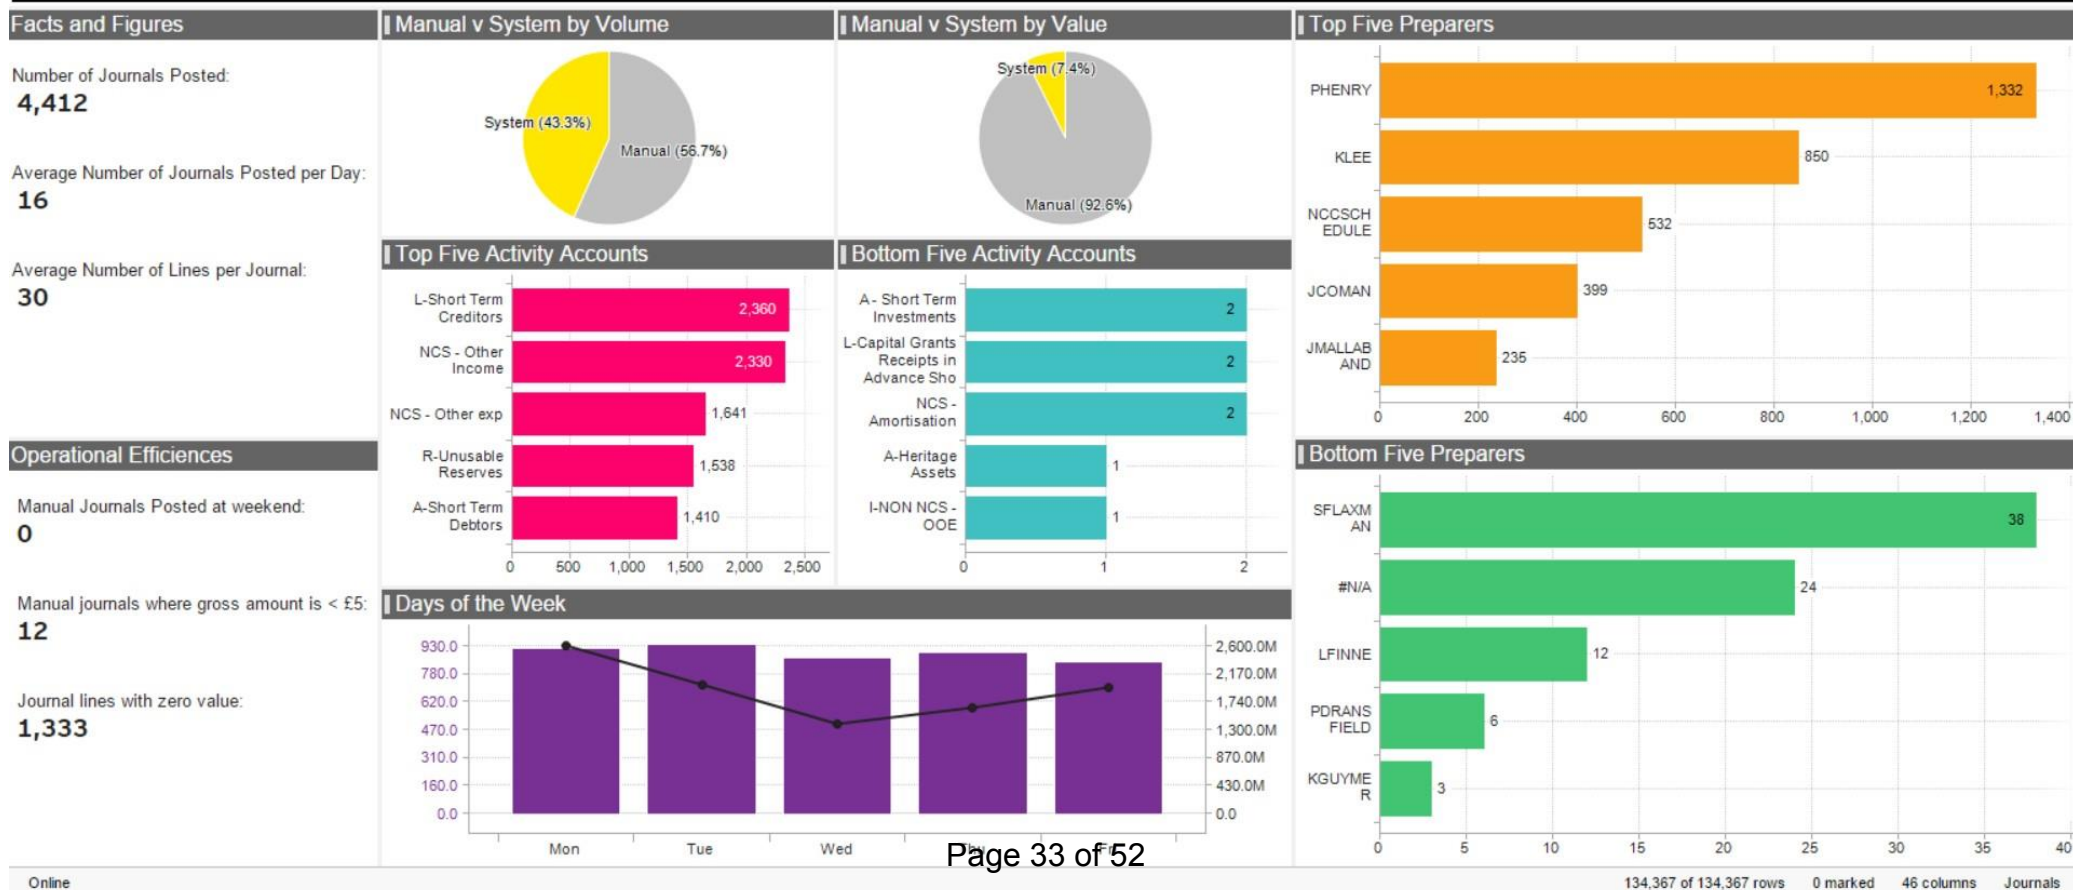 Facts and Figures
Number of Journals Posted:
4,412
Average Number of Journals Posted per Day:
16
Average Number of Lines per Journal:
30
Operational Efficiences
Manual Journals Posted at weekend:
0
Manual journals where gross amount is < £5:
12
Journal lines with zero value:
1,333
Manual v System by Volume
System (43.3%)
Manual (56.7%)
Manual v System by Value
System (7.4%)
Manual (92.6%)
Top Five Activity Accounts
L-Short Term
Creditors
2,360
NCS - Other
Income
2,330
NCS - Other exp
1,641
R-Unusable
Reserves
1,538
A-Short Term
Debtors
1,410
0 500 1,000 1,500 2,000 2,500
Bottom Five Activity Accounts
A - Short Term
Investments
2
L-Capital Grants
Receipts in
Advance Sho
2
NCS -
Amortisation
2
A-Heritage
Assets
1
I-NON NCS -
OOE
1
0 1 2
Days of the Week
930.0
780.0
620.0
470.0
310.0
160.0
0.0
2,600.0M
2,170.0M
1,740.0M
1,300.0M
870.0M
430.0M
0.0
Mon Tue Wed Thu Fri
Page 33 of 52
Top Five Preparers
PHENRY
1,332
KLEE
850
NCCSCH
EDULE
532
JCOMAN
399
JMALLAB
AND
235
0 200 400 600 800 1,000 1,200 1,400
Bottom Five Preparers
SFLAXM
AN
38
#N/A
24
LFINNE
12
PDRANS
FIELD
6
KGUYME
R
3
0 5 10 15 20 25 30 35 40
Online
134,367 of 134,367 rows 0 marked 46 columns Journals